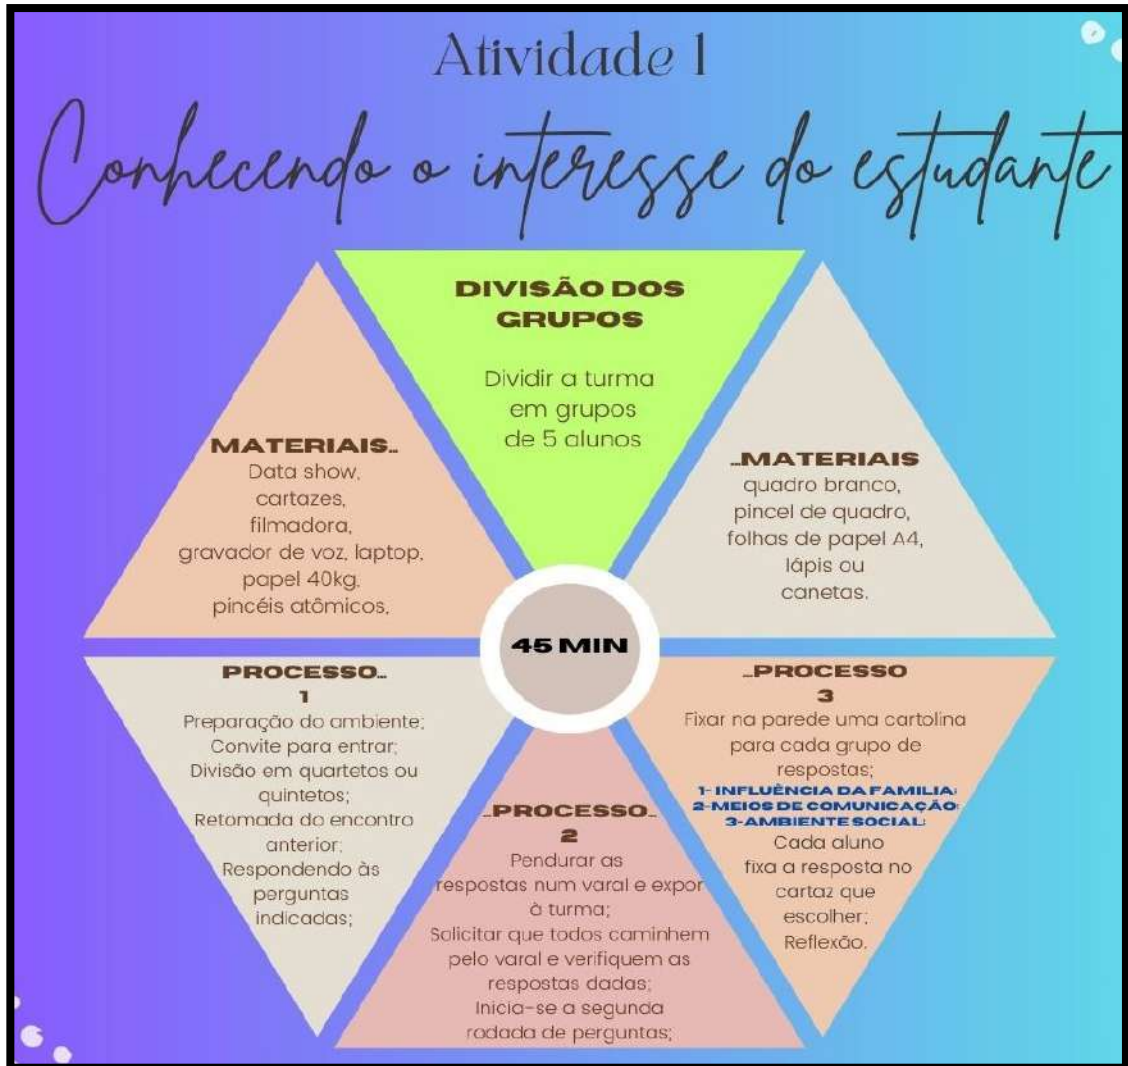 Atividade 1
Conhecendo o interesse do estudante
DIVISÃO DOS
GRUPOS
Dividir a turma
em grupos
de 5 alunos
MATERIAIS...
Data show,
cartazes,
filmadora,
gravador de voz, laptop,
papel 40kg,
pincéis atômicos,
...MATERIAIS
quadro branco,
pincel de quadro,
folhas de papel A4,
lápis ou
canetas.
45 MIN
PROCESSO...
1
Preparação do ambiente;
Convite para entrar;
Divisão em quartetos ou
quintetos;
Retomada do encontro
anterior;
Respondendo às
perguntas
indicadas;
...PROCESSO...
2
Pendurar as
respostas num varal e expor
à turma;
Solicitar que todos caminhem
pelo varal e verifiquem as
respostas dadas;
Inicia-se a segunda
rodada de perguntas;
...PROCESSO
3
Fixar na parede uma cartolina
para cada grupo de
respostas;
1- INFLUÊNCIA DA FAMILIA;
2-MEIOS DE COMUNICAÇÃO;
3-AMBIENTE SOCIAL;
Cada aluno
fixa a resposta no
cartaz que
escolher;
Reflexão.